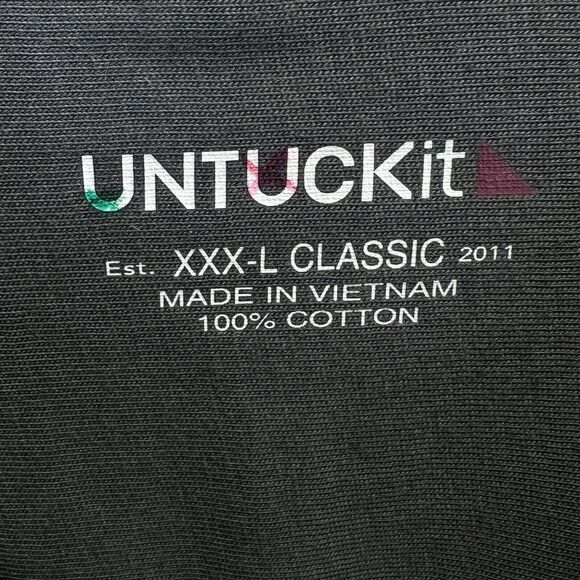 UNTUCKit
Est. XXX-L CLASSIC 2011
MADE IN VIETNAM
100% COTTON